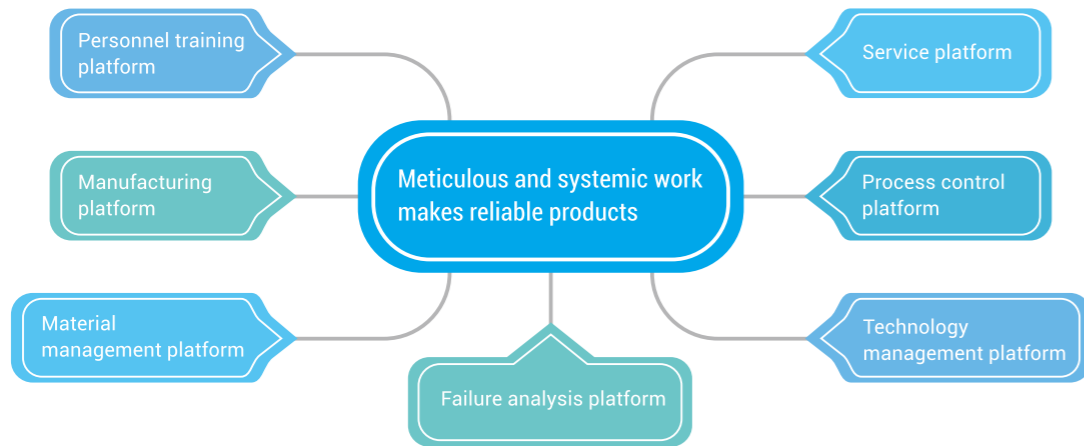 Personnel training
platform
Service platform
Manufacturing
platform
Meticulous and systemic work
makes reliable products
Process control
platform
Material
management platform
Failure analysis platform
Technology
management platform